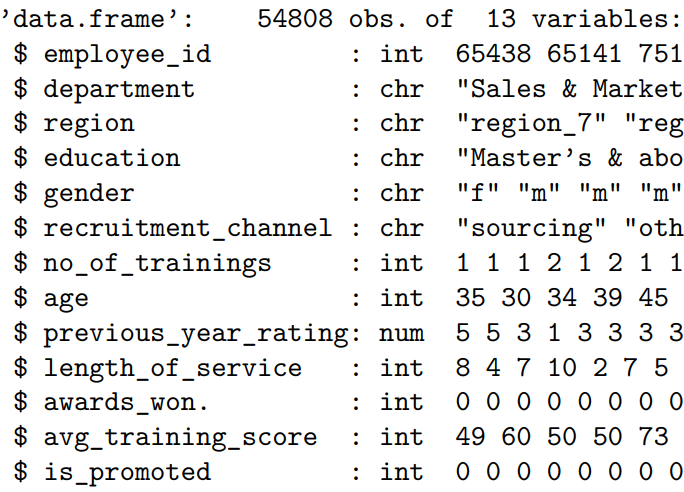 ’data.frame’:    54808 obs. of  13 variables:
 $ employee_id         : int  65438 65141 751
 $ department          : chr  "Sales & Market
 $ region              : chr  "region_7" "reg
 $ education           : chr  "Master’s & abo
 $ gender              : chr  "f" "m" "m" "m"
 $ recruitment_channel : chr  "sourcing" "oth
 $ no_of_trainings     : int  1 1 1 2 1 2 1 1
 $ age                 : int  35 30 34 39 45
 $ previous_year_rating: num  5 5 3 1 3 3 3 3
 $ length_of_service   : int  8 4 7 10 2 7 5
 $ awards_won.         : int  0 0 0 0 0 0 0 0
 $ avg_training_score  : int  49 60 50 50 73
 $ is_promoted         : int  0 0 0 0 0 0 0 0